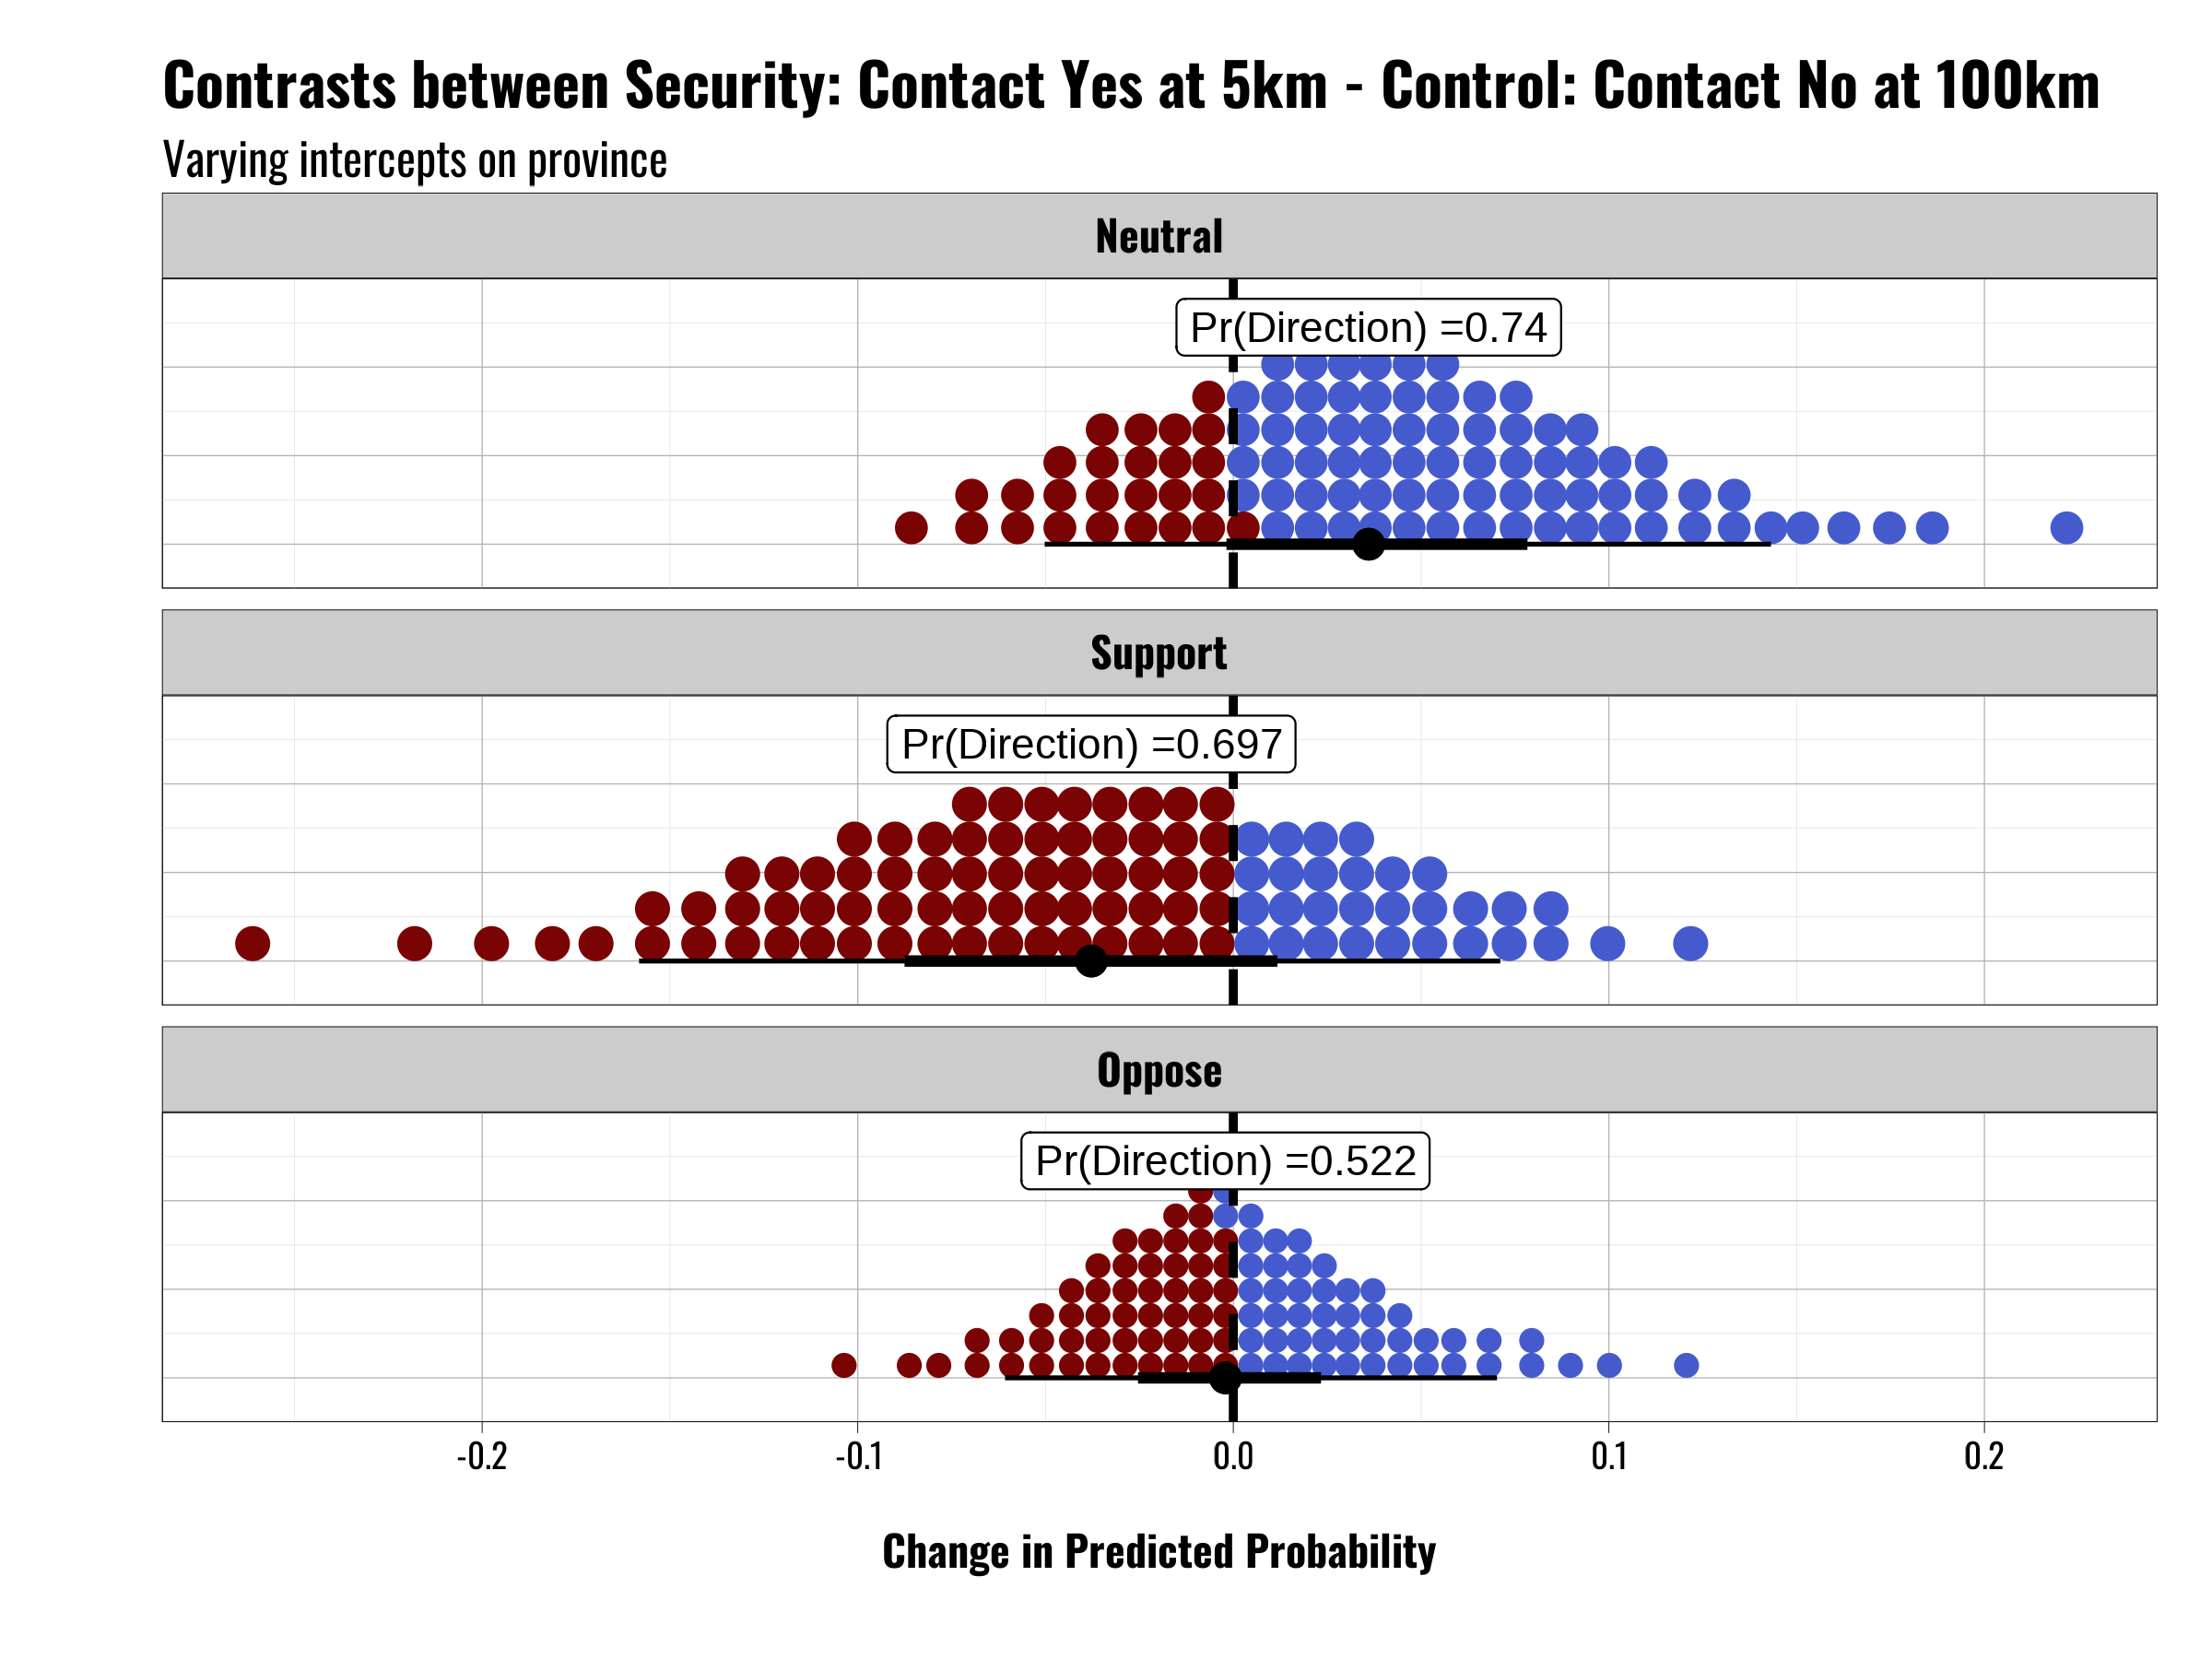 Contrasts between Security: Contact Yes at 5km - Control: Contact No at 100km
Varying intercepts on province
Neutral
Pr(Direction) =0.74
Support
Pr(Direction) =0.697
Oppose
Pr(Direction) =0.522
-0.2 -0.1 0.0 0.1 0.2
Change in Predicted Probability